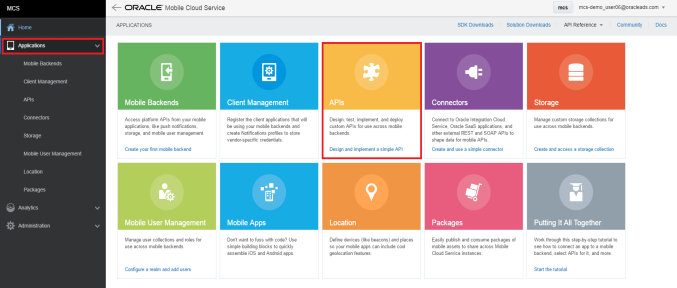 MCS
ORACLE Mobile Cloud Service
mcs
mcs-demo_user06@oracleads.com
Home
Applications
Mobile Backends
Client Management
APIs
Connectors
Storage
Mobile User Management
Location
Packages
Analytics
Administration
APPLICATIONS
SDK Downloads
Solution Downloads
API Reference
Community
Docs
Mobile Backends
Access platform APIs from your mobile
applications, like push notifications,
storage, and mobile user management.
Create your first mobile backend
Client Management
Register the client applications that will
be using your mobile backends and
create Notifications profiles to store
vendor-specific credentials.
APIs
Design, test, implement, and deploy
custom APIs for use across mobile
backends.
Design and implement a simple API
Connectors
Connect to Oracle Integration Cloud
Service, Oracle SaaS applications, and
other external REST and SOAP APIs to
shape data for mobile APIs.
Create and use a simple connector
Storage
Manage custom storage collections for
use across mobile backends.
Create and access a storage collection
Mobile User Management
Manage user collections and roles for
use across mobile backends
Configure a realm and add users
Mobile Apps
Don't want to fuss with code? Use
simple building blocks to quickly
assemble iOS and Android apps.
Location
Define devices (like beacons) and places
so your mobile apps can include cool
geolocation features.
Packages
Easily publish and consume packages of
mobile assets to share across Mobile
Cloud Service instances.
Putting It All Together
Work through this step-by-step tutorial to
see how to connect an app to a mobile
backend, select APIs for it, and more.
Start the tutorial